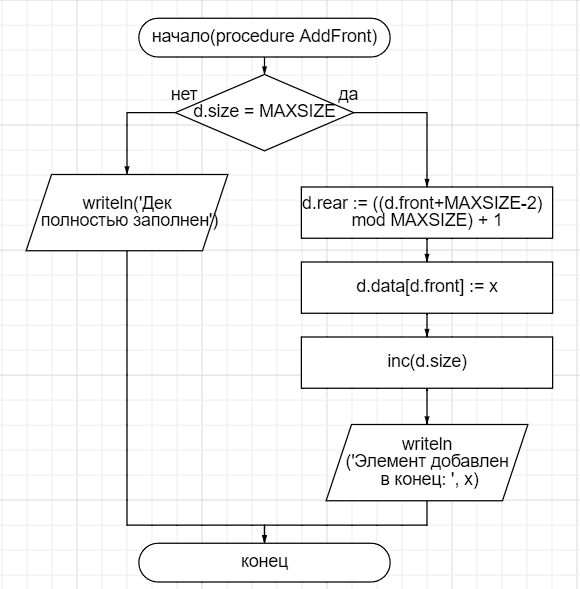 начало(procedure AddFront)
нет
да
d.size = MAXSIZE
writeln('Дек
полностью заполнен')
d.rear := ((d.front+MAXSIZE-2)
mod MAXSIZE) + 1
d.data[d.front] := x
inc(d.size)
writeln
('Элемент добавлен
в конец: ', x)
конец